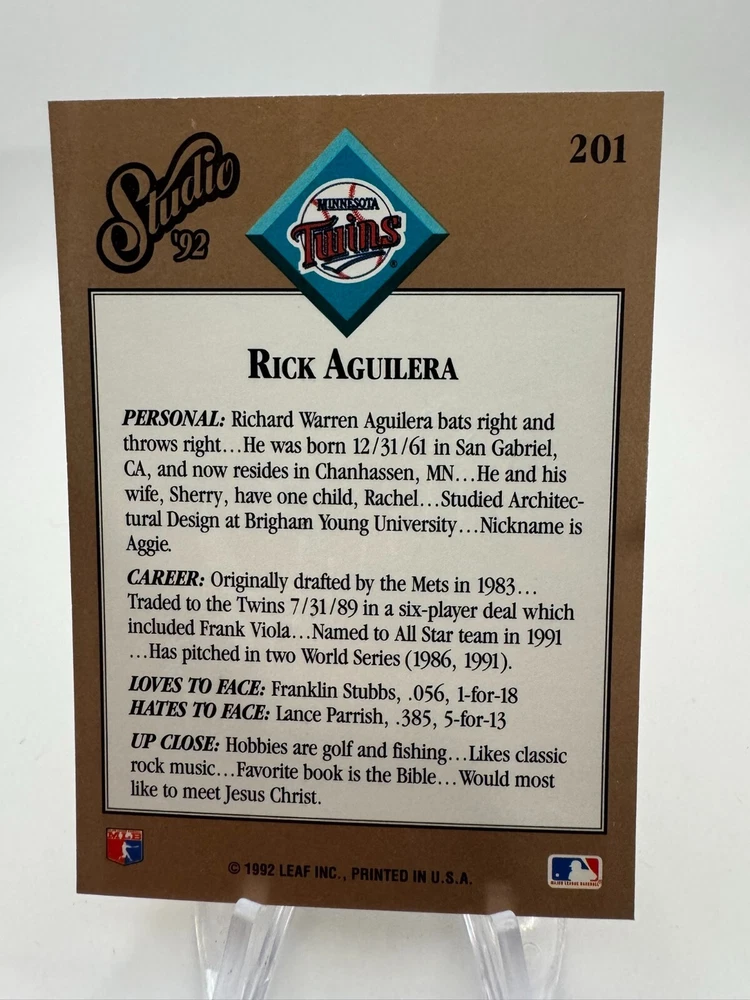 Studio
'92
201
MINNESOTA
Twins
®
RICK AGUILERA
PERSONAL: Richard Warren Aguilera bats right and
throws right...He was born 12/31/61 in San Gabriel,
CA, and now resides in Chanhassen, MN...He and his
wife, Sherry, have one child, Rachel...Studied Architec-
tural Design at Brigham Young University...Nickname is
Aggie.
CAREER: Originally drafted by the Mets in 1983...
Traded to the Twins 7/31/89 in a six-player deal which
included Frank Viola...Named to All Star team in 1991
...Has pitched in two World Series (1986, 1991).
LOVES TO FACE: Franklin Stubbs, .056, 1-for-18
HATES TO FACE: Lance Parrish, .385, 5-for-13
UP CLOSE: Hobbies are golf and fishing...Likes classic
rock music...Favorite book is the Bible...Would most
like to meet Jesus Christ.
© 1992 LEAF INC., PRINTED IN U.S.A.
MAJOR LEAGUE BASEBALL